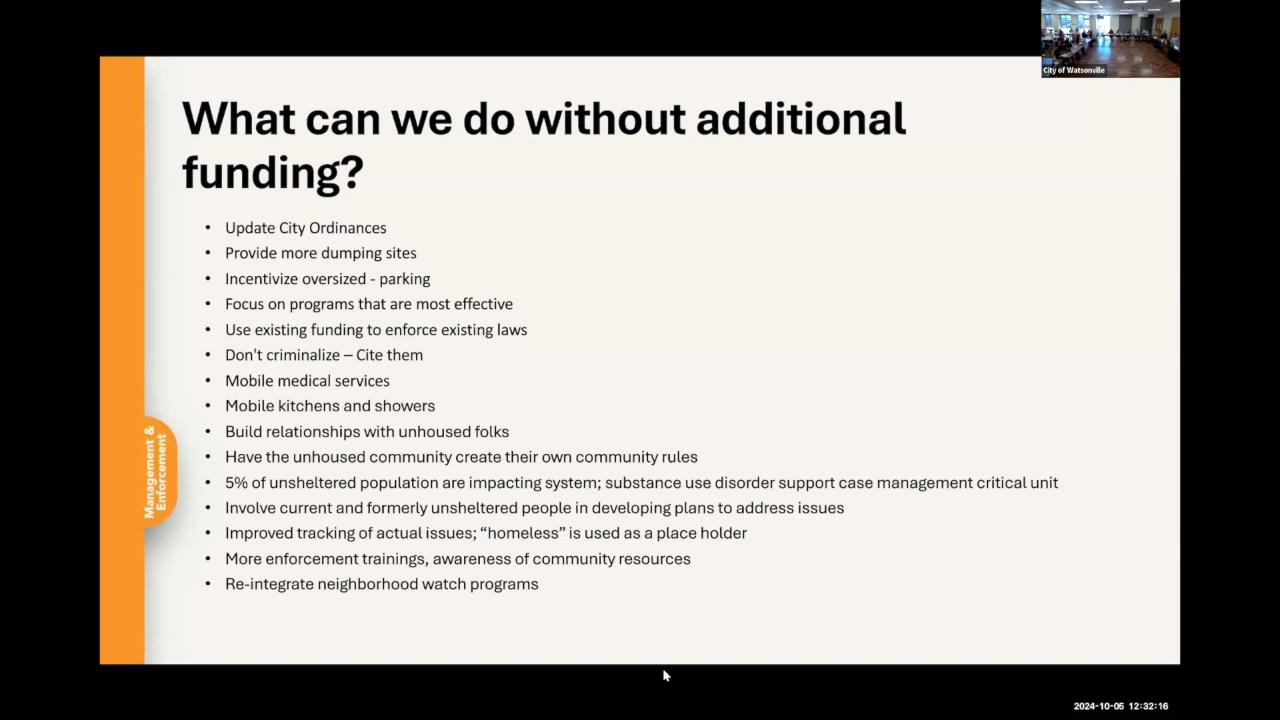 City of Watsonville
What can we do without additional
funding?
• Update City Ordinances
• Provide more dumping sites
• Incentivize oversized - parking
• Focus on programs that are most effective
• Use existing funding to enforce existing laws
• Don't criminalize – Cite them
• Mobile medical services
• Mobile kitchens and showers
• Build relationships with unhoused folks
• Have the unhoused community create their own community rules
• 5% of unsheltered population are impacting system; substance use disorder support case management critical unit
• Involve current and formerly unsheltered people in developing plans to address issues
• Improved tracking of actual issues; “homeless” is used as a place holder
• More enforcement trainings, awareness of community resources
• Re-integrate neighborhood watch programs
Management &
Enforcement
2024-10-05 12:32:16